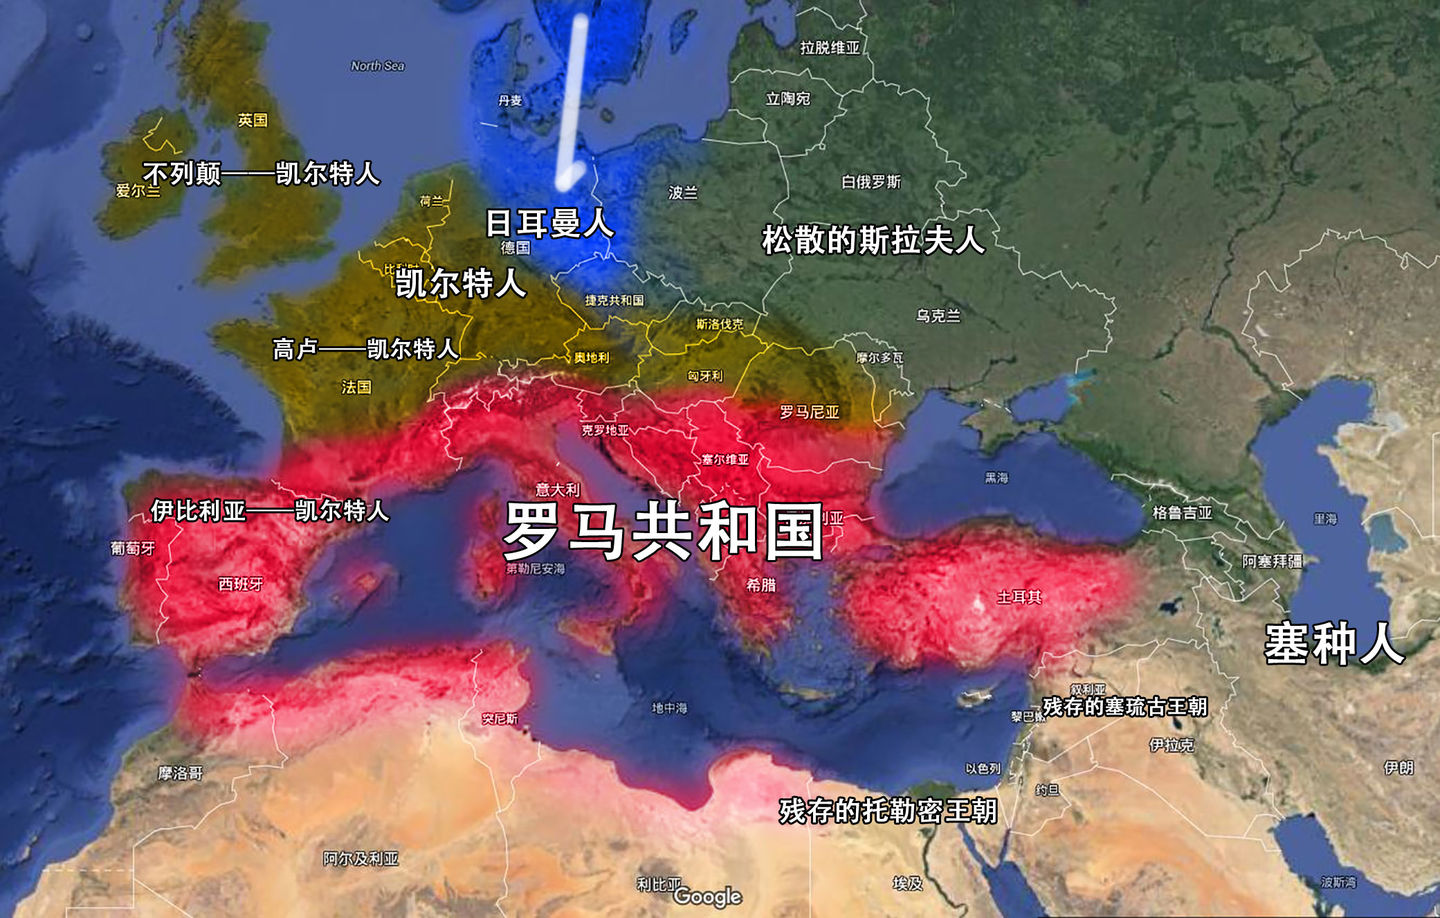 拉脱维亚
North Sea
立陶宛
丹麦
英国
不列颠——凯尔特人
爱尔兰
白俄罗斯
波兰
荷兰
日耳曼人
松散的斯拉夫人
德国
凯尔特人
捷克共和国
乌克兰
斯洛伐克
高卢——凯尔特人
奥地利
摩尔多瓦
匈牙利
法国
罗马尼亚
克罗地亚
塞尔维亚
黑海
意大利
伊比利亚——凯尔特人
格鲁吉亚
里海
罗马共和国
葡萄牙
阿塞拜疆
第勒尼安海
西班牙
希腊
土耳其
塞种人
叙利亚
残存的塞琉古王朝
地中海
黎巴嫩
突尼斯
伊拉克
摩洛哥
以色列
伊朗
约旦
残存的托勒密王朝
阿尔及利亚
利比亚
埃及
波斯湾
Google